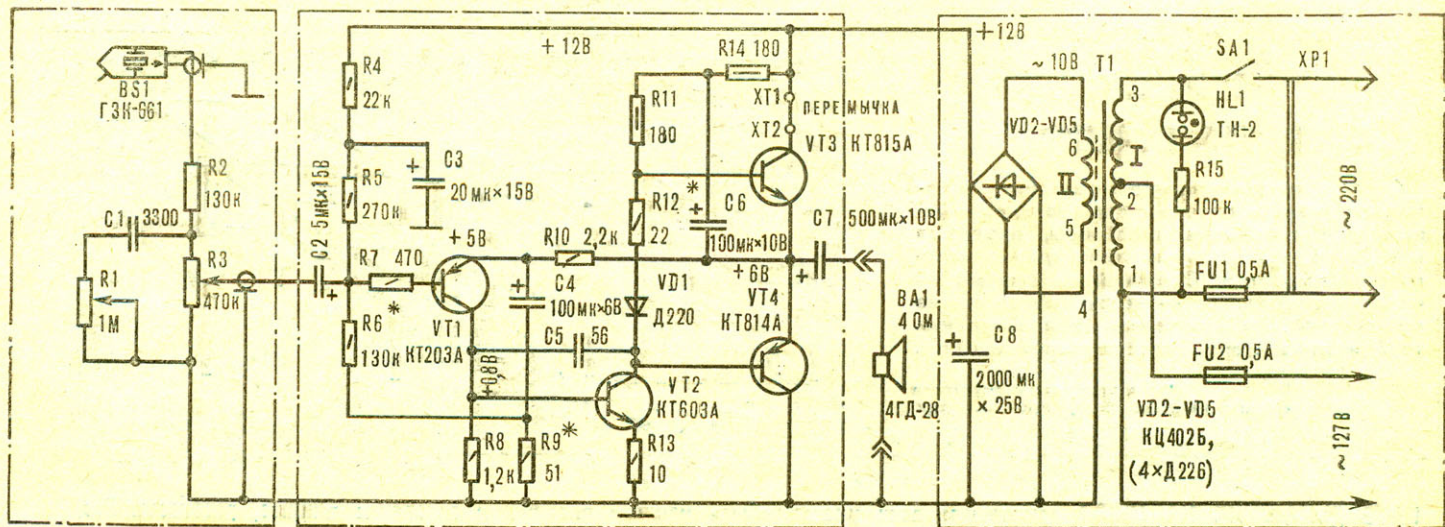 BS1
ГЗК-661
R2
130к
C1 3300
R1
1М
R3
470к
C2 5мк×15В
+12В
R4
22к
R5
270к
+
C3
20мк×15В
R7 470
*
+
R6
130к
+5В
VT1
КТ203А
+0,8В
R8
1,2к
R9 *
51
R10 2,2к
+
C4
100мк×6В
C5 56
R11
180
R12
22
VD1
Д220
VT2
КТ603А
R13
10
R14 180
XT1
XT2
ПЕРЕМЫЧКА
VT3 КТ815А
*
+
C6
100мк×10В
+6В
C7 500мк×10В
+
VT4
КТ814А
BA1
4 ОМ
4ГД-28
+12В
+
C8
2000 мк
×25В
~10В
VD2-VD5
T1
6
II
5
4
3
I
2
1
SA1
XP1
HL1
ТН-2
R15
100к
FU1 0,5А
FU2 0,5А
~220В
~127В
VD2-VD5
КЦ402Б,
(4×Д226)